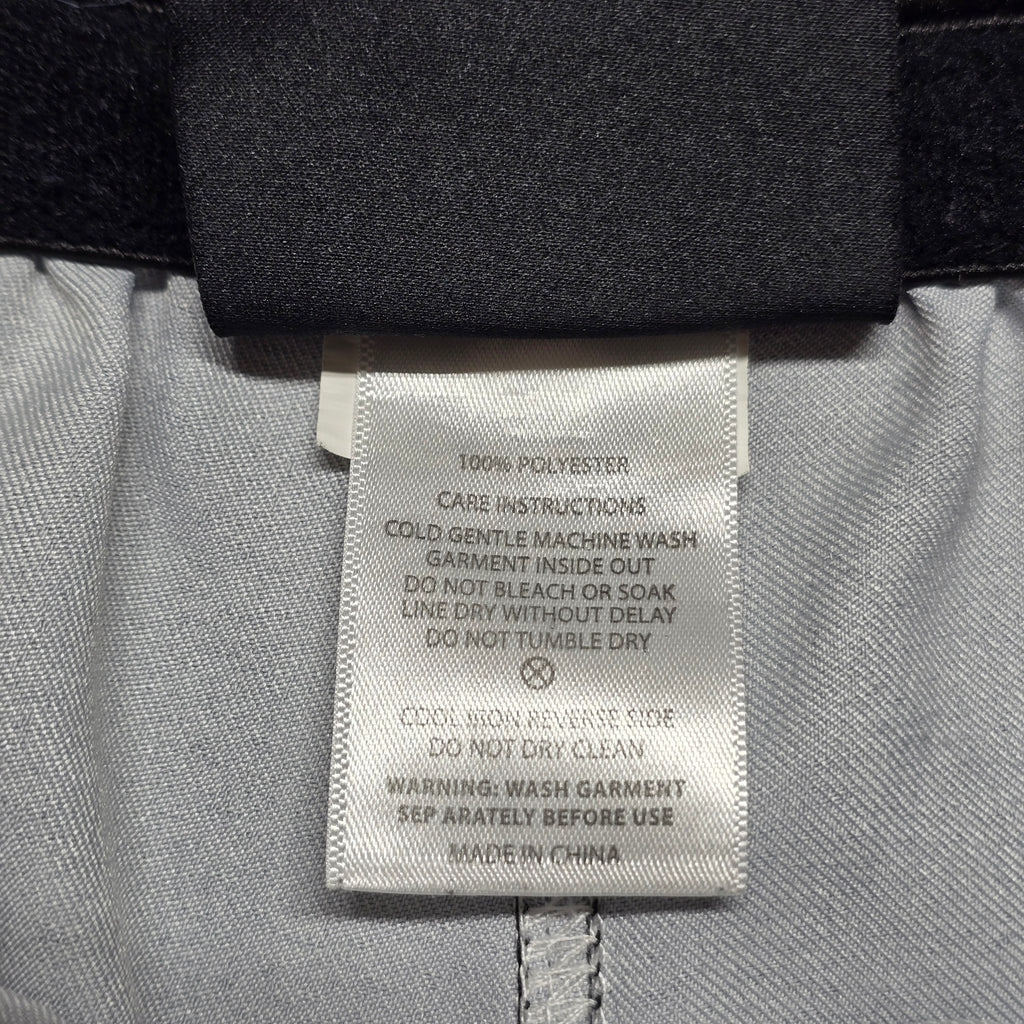 100% POLYESTER
CARE INSTRUCTIONS
COLD GENTLE MACHINE WASH
GARMENT INSIDE OUT
DO NOT BLEACH OR SOAK
LINE DRY WITHOUT DELAY
DO NOT TUMBLE DRY
COOL IRON REVERSE SIDE
DO NOT DRY CLEAN
WARNING: WASH GARMENT
SEP ARATELY BEFORE USE
MADE IN CHINA